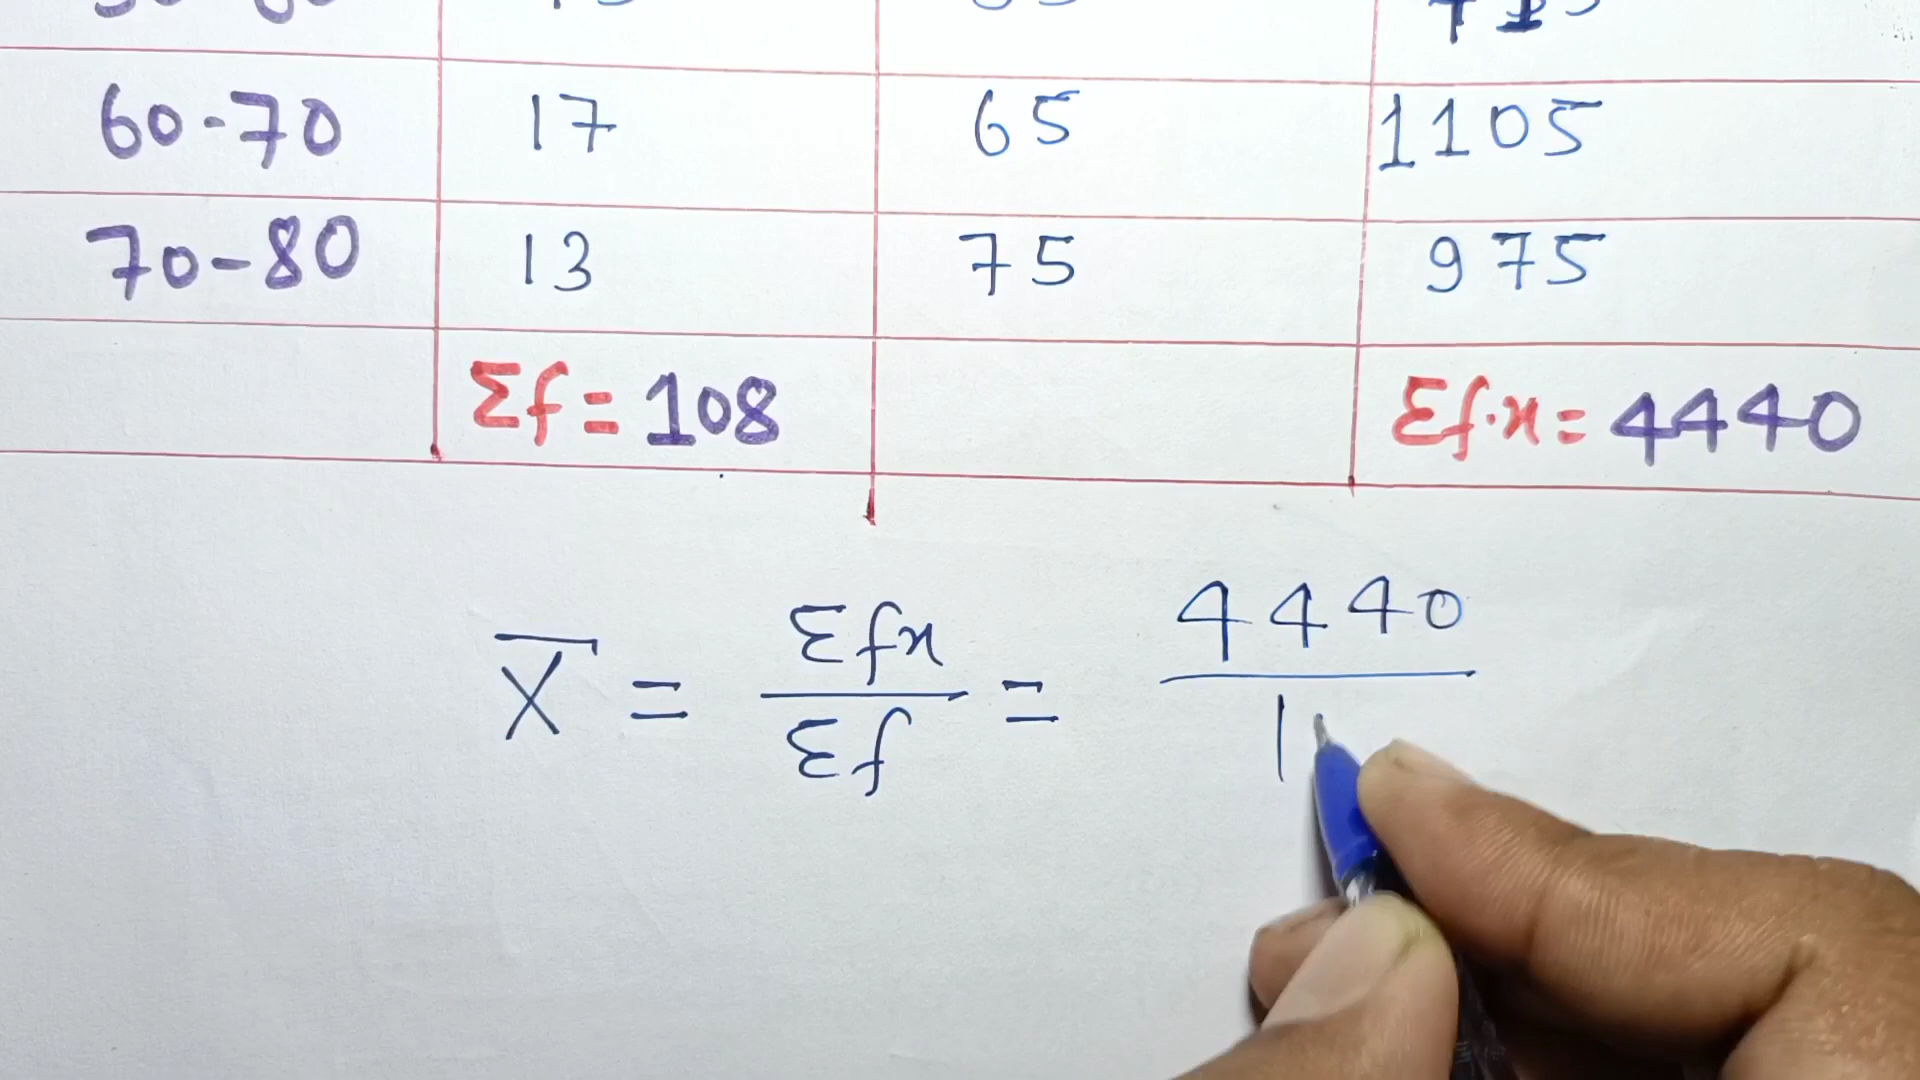 60-70 17 65 1105
70-80 13 75 975
Σf = 108 Σf·x = 4440
X̅ = Σfx / Σf = 4440 / 1